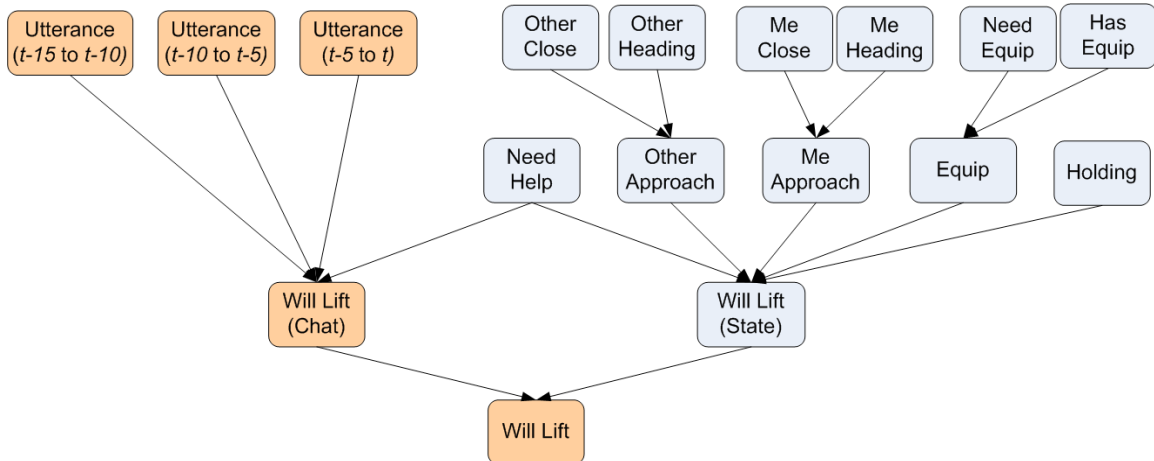 Utterance
(t-15 to t-10)
Utterance
(t-10 to t-5)
Utterance
(t-5 to t)
Other
Close
Other
Heading
Me
Close
Me
Heading
Need
Equip
Has
Equip
Need
Help
Other
Approach
Me
Approach
Equip
Holding
Will Lift
(Chat)
Will Lift
(State)
Will Lift